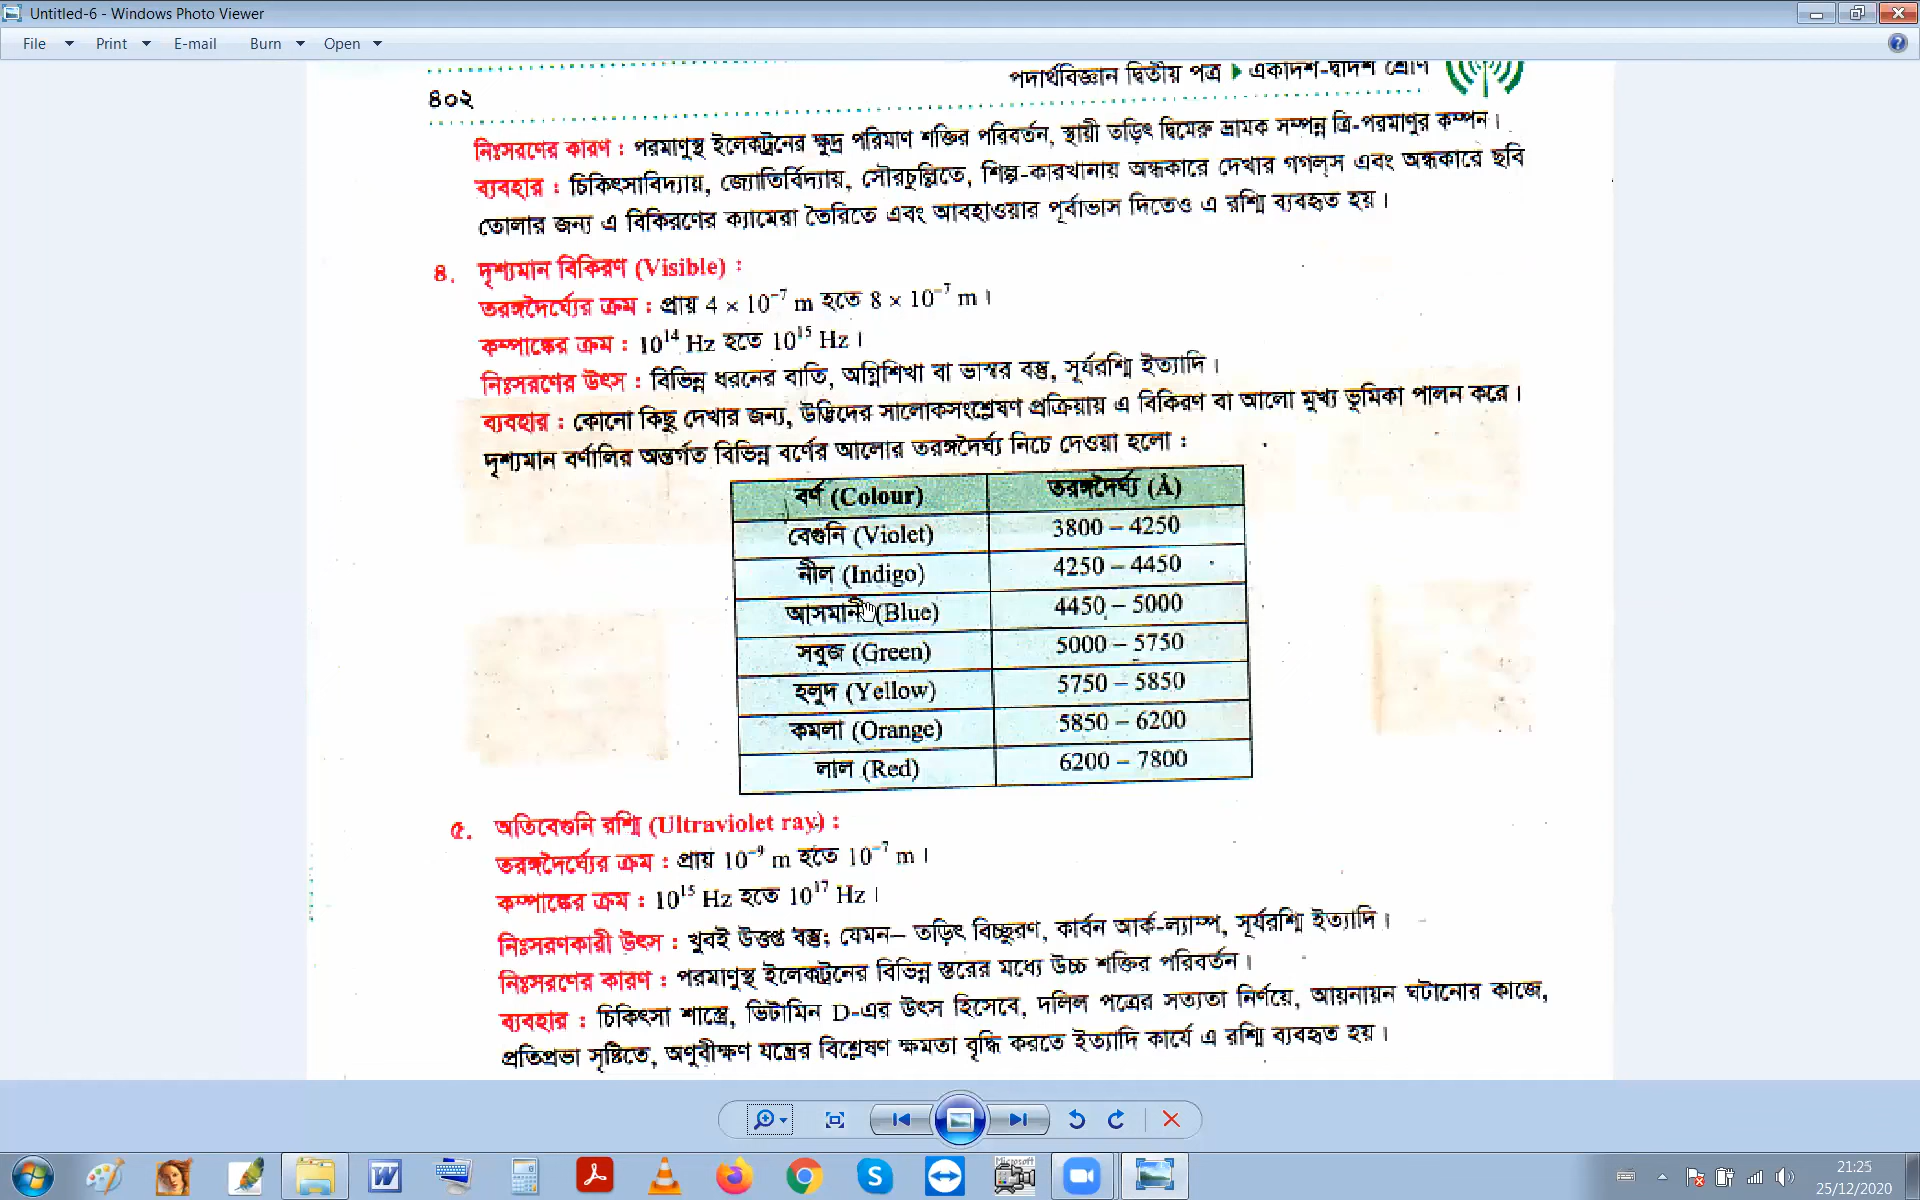 Untitled-6 - Windows Photo Viewer
File Print E-mail Burn Open
পদার্থবিজ্ঞান দ্বিতীয় পত্র ▶ একাদশ-দ্বাদশ শ্রেণি
৪০২
নিঃসরণের কারণ : পরমাণুস্থ ইলেকট্রনের ক্ষুদ্র পরিমাণ শক্তির পরিবর্তন, স্থায়ী তড়িৎ দ্বিমেরু ভ্রামক সম্পন্ন ত্রি-পরমাণুর কম্পন।
ব্যবহার : চিকিৎসাবিদ্যায়, জ্যোতির্বিদ্যায়, সৌরচুল্লিতে, শিল্প-কারখানায় অন্ধকারে দেখার গগল্‌স এবং অন্ধকারে ছবি
তোলার জন্য এ বিকিরণের ক্যামেরা তৈরিতে এবং আবহাওয়ার পূর্বাভাস দিতেও এ রশ্মি ব্যবহৃত হয়।
৪. দৃশ্যমান বিকিরণ (Visible) :
তরঙ্গদৈর্ঘ্যের ক্রম : প্রায় 4 × 10⁻⁷ m হতে 8 × 10⁻⁷ m ।
কম্পাঙ্কের ক্রম : 10¹⁴ Hz হতে 10¹⁵ Hz ।
নিঃসরণের উৎস : বিভিন্ন ধরনের বাতি, অগ্নিশিখা বা ভাস্বর বস্তু, সূর্যরশ্মি ইত্যাদি।
ব্যবহার : কোনো কিছু দেখার জন্য, উদ্ভিদের সালোকসংশ্লেষণ প্রক্রিয়ায় এ বিকিরণ বা আলো মুখ্য ভূমিকা পালন করে।
দৃশ্যমান বর্ণালির অন্তর্গত বিভিন্ন বর্ণের আলোর তরঙ্গদৈর্ঘ্য নিচে দেওয়া হলো :
বর্ণ (Colour) তরঙ্গদৈর্ঘ্য (Å)
বেগুনি (Violet) 3800 – 4250
নীল (Indigo) 4250 – 4450
আসমানী (Blue) 4450 – 5000
সবুজ (Green) 5000 – 5750
হলুদ (Yellow) 5750 – 5850
কমলা (Orange) 5850 – 6200
লাল (Red) 6200 – 7800
৫. অতিবেগুনি রশ্মি (Ultraviolet ray) :
তরঙ্গদৈর্ঘ্যের ক্রম : প্রায় 10⁻⁹ m হতে 10⁻⁷ m ।
কম্পাঙ্কের ক্রম : 10¹⁵ Hz হতে 10¹⁷ Hz ।
নিঃসরণকারী উৎস : খুবই উত্তপ্ত বস্তু; যেমন– তড়িৎ বিচ্ছুরণ, কার্বন আর্ক-ল্যাম্প, সূর্যরশ্মি ইত্যাদি।
নিঃসরণের কারণ : পরমাণুস্থ ইলেকট্রনের বিভিন্ন স্তরের মধ্যে উচ্চ শক্তির পরিবর্তন।
ব্যবহার : চিকিৎসা শাস্ত্রে, ভিটামিন D-এর উৎস হিসেবে, দলিল পত্রের সত্যতা নির্ণয়ে, আয়নায়ন ঘটানোর কাজে,
প্রতিপ্রভা সৃষ্টিতে, অণুবীক্ষণ যন্ত্রের বিশ্লেষণ ক্ষমতা বৃদ্ধি করতে ইত্যাদি কার্যে এ রশ্মি ব্যবহৃত হয়।
Microsoft
21:25
25/12/2020